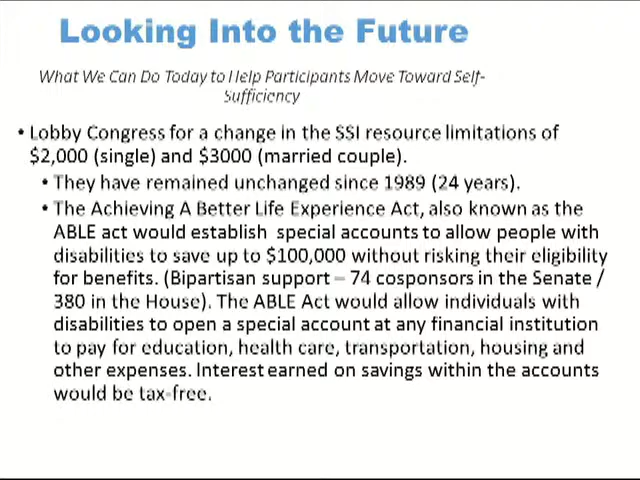 Looking Into the Future
What We Can Do Today to Help Participants Move Toward Self-
Sufficiency
• Lobby Congress for a change in the SSI resource limitations of
$2,000 (single) and $3000 (married couple).
• They have remained unchanged since 1989 (24 years).
• The Achieving A Better Life Experience Act, also known as the
ABLE act would establish special accounts to allow people with
disabilities to save up to $100,000 without risking their eligibility
for benefits. (Bipartisan support – 74 cosponsors in the Senate /
380 in the House). The ABLE Act would allow individuals with
disabilities to open a special account at any financial institution
to pay for education, health care, transportation, housing and
other expenses. Interest earned on savings within the accounts
would be tax-free.